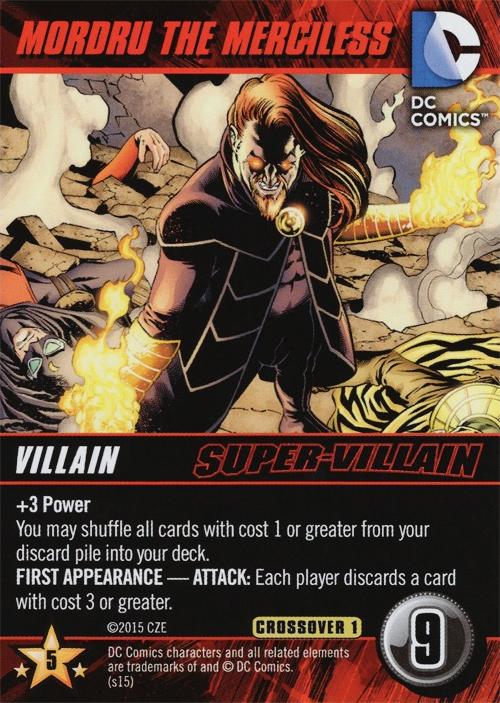 MORDRU THE MERCILESS
DC COMICS™
VILLAIN
SUPER-VILLAIN
+3 Power
You may shuffle all cards with cost 1 or greater from your
discard pile into your deck.
FIRST APPEARANCE — ATTACK: Each player discards a card
with cost 3 or greater.
©2015 CZE
CROSSOVER 1
5
DC Comics characters and all related elements
are trademarks of and © DC Comics.
(s15)
9